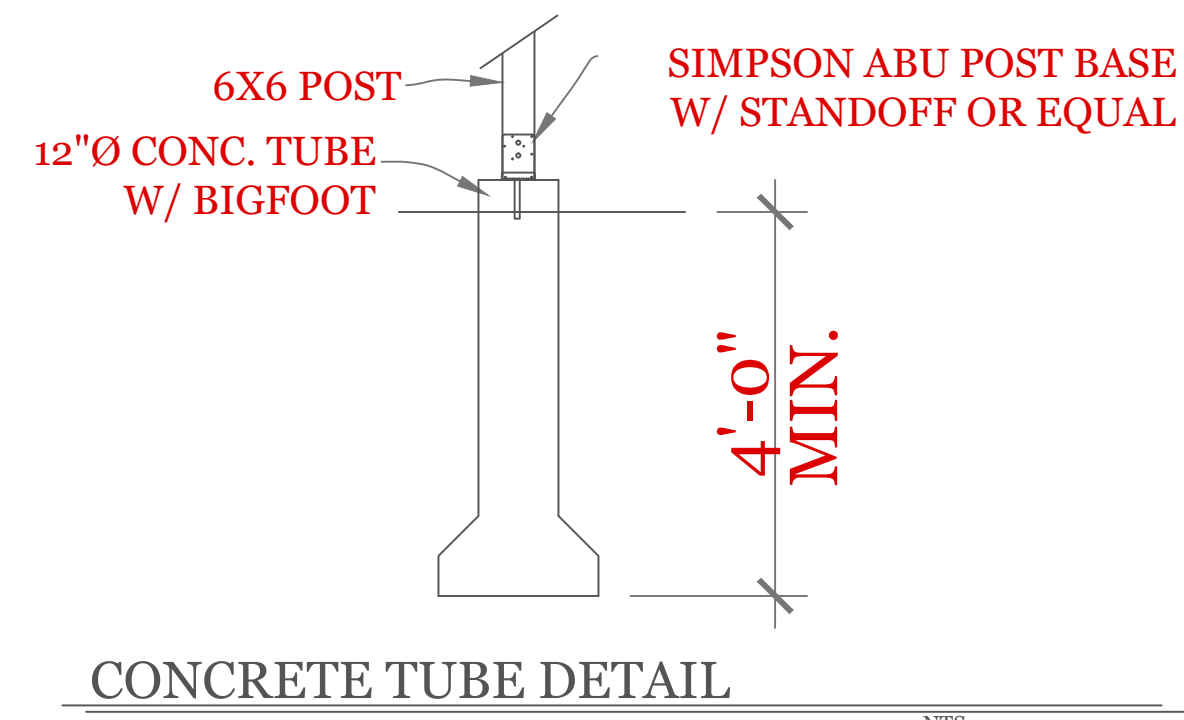 6X6 POST
SIMPSON ABU POST BASE
W/ STANDOFF OR EQUAL
12"Ø CONC. TUBE
W/ BIGFOOT
4'-0"
MIN.
CONCRETE TUBE DETAIL
NTS